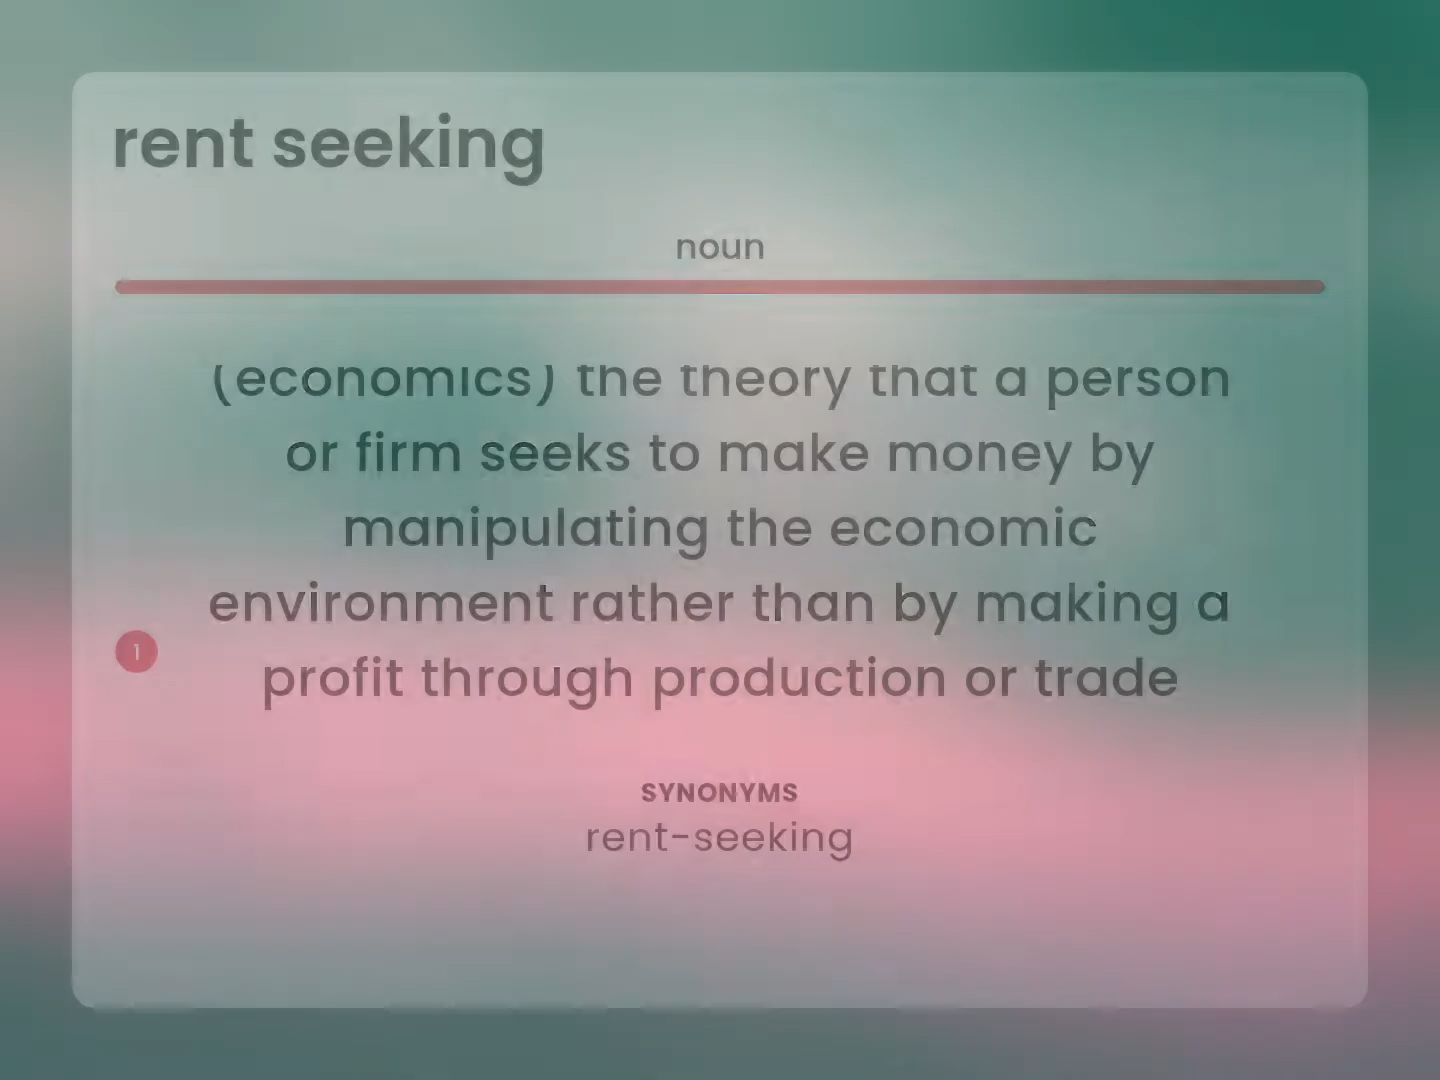 rent seeking
noun
(economics) the theory that a person
or firm seeks to make money by
manipulating the economic
environment rather than by making a
1
profit through production or trade
SYNONYMS
rent-seeking